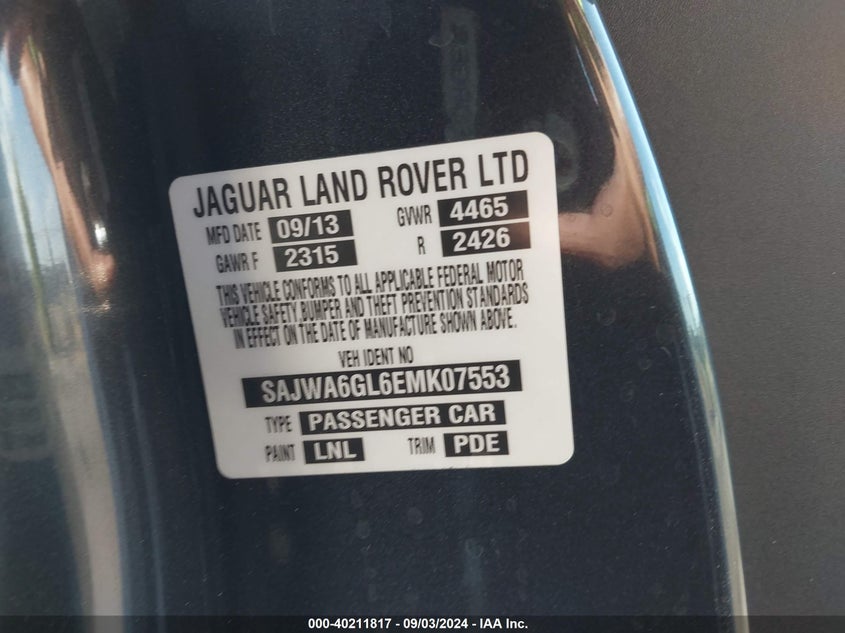 JAGUAR LAND ROVER LTD
MFD DATE 09/13 GVWR 4465
GAWR F 2315 R 2426
THIS VEHICLE CONFORMS TO ALL APPLICABLE FEDERAL MOTOR
VEHICLE SAFETY,BUMPER AND THEFT PREVENTION STANDARDS
IN EFFECT ON THE DATE OF MANUFACTURE SHOWN ABOVE.
VEH IDENT NO
SAJWA6GL6EMK07553
TYPE PASSENGER CAR
PAINT LNL TRIM PDE
000-40211817 - 09/03/2024 - IAA Inc.